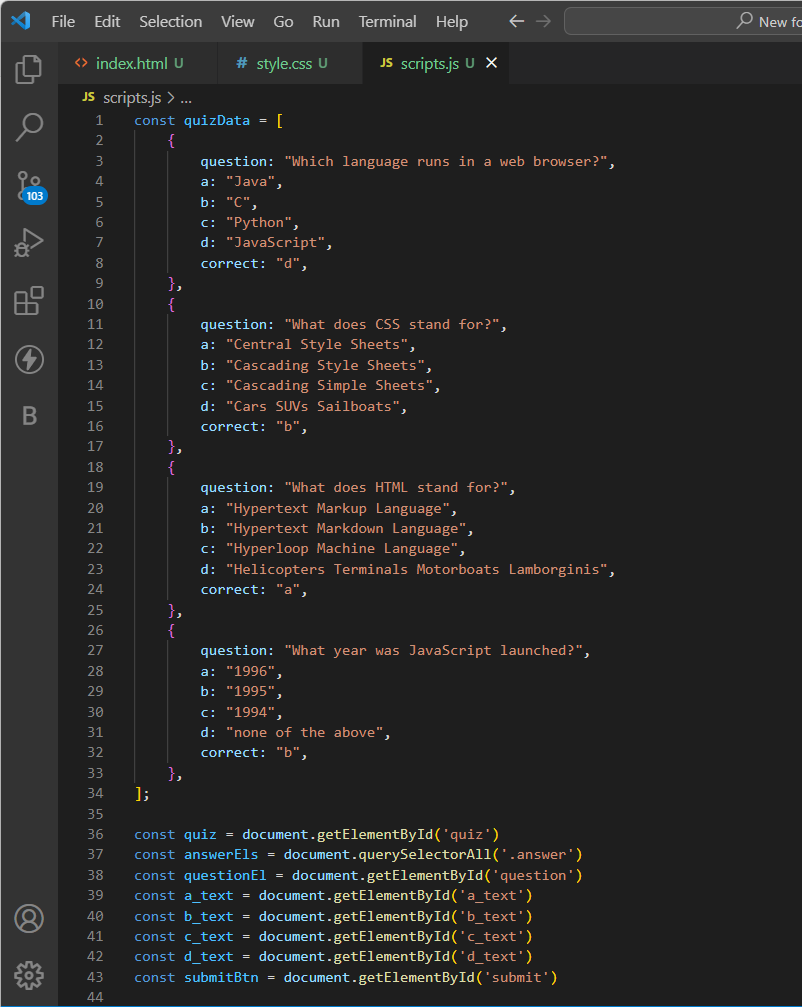 File Edit Selection View Go Run Terminal Help New fo
index.html U style.css U JS scripts.js U
JS scripts.js > ...
1 const quizData = [
2 {
3 question: "Which language runs in a web browser?",
4 a: "Java",
5 b: "C",
6 c: "Python",
7 d: "JavaScript",
8 correct: "d",
9 },
10 {
11 question: "What does CSS stand for?",
12 a: "Central Style Sheets",
13 b: "Cascading Style Sheets",
14 c: "Cascading Simple Sheets",
15 d: "Cars SUVs Sailboats",
16 correct: "b",
17 },
18 {
19 question: "What does HTML stand for?",
20 a: "Hypertext Markup Language",
21 b: "Hypertext Markdown Language",
22 c: "Hyperloop Machine Language",
23 d: "Helicopters Terminals Motorboats Lamborginis",
24 correct: "a",
25 },
26 {
27 question: "What year was JavaScript launched?",
28 a: "1996",
29 b: "1995",
30 c: "1994",
31 d: "none of the above",
32 correct: "b",
33 },
34 ];
35
36 const quiz = document.getElementById('quiz')
37 const answerEls = document.querySelectorAll('.answer')
38 const questionEl = document.getElementById('question')
39 const a_text = document.getElementById('a_text')
40 const b_text = document.getElementById('b_text')
41 const c_text = document.getElementById('c_text')
42 const d_text = document.getElementById('d_text')
43 const submitBtn = document.getElementById('submit')
44
103
B